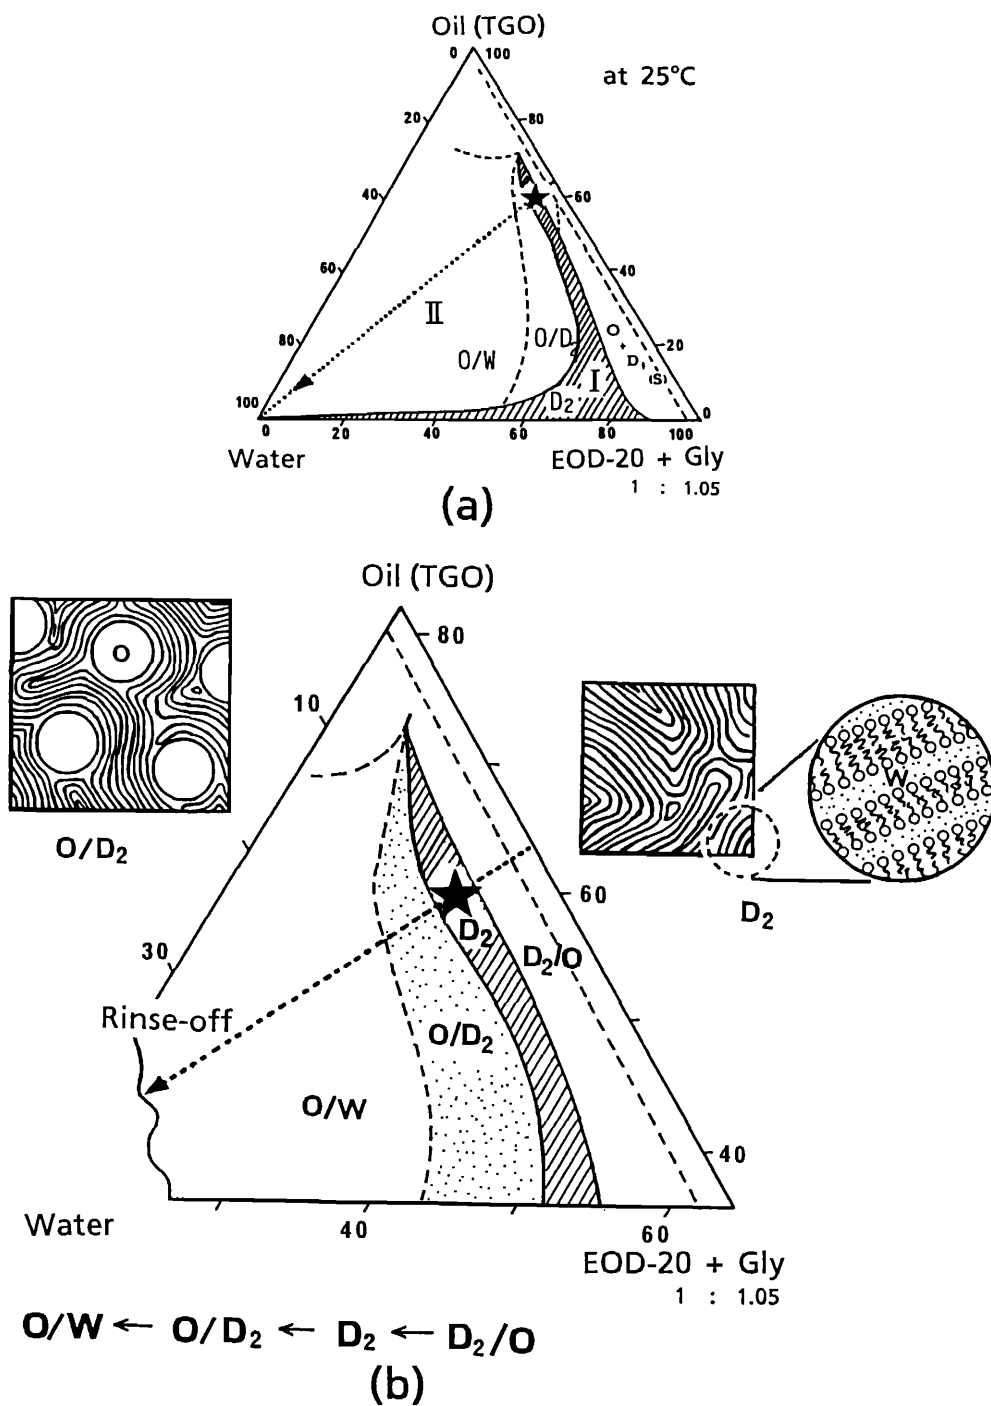 Oil (TGO)
0 100
at 25°C
20 80
40 60
60 40
II
O/W O/D₂
O + D₁ (S)
80 20
I
D₂
100 0
0 20 40 60 80 100
Water EOD-20 + Gly
1 : 1.05
(a)
Oil (TGO)
80
O
10
W
O/D₂
60
D₂
D₂
D₂/O
30
Rinse-off
O/D₂
O/W
40
Water
40 60
EOD-20 + Gly
1 : 1.05
O/W ← O/D₂ ← D₂ ← D₂/O
(b)